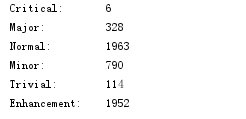 Critical: 6
Major: 328
Normal: 1963
Minor: 790
Trivial: 114
Enhancement: 1952